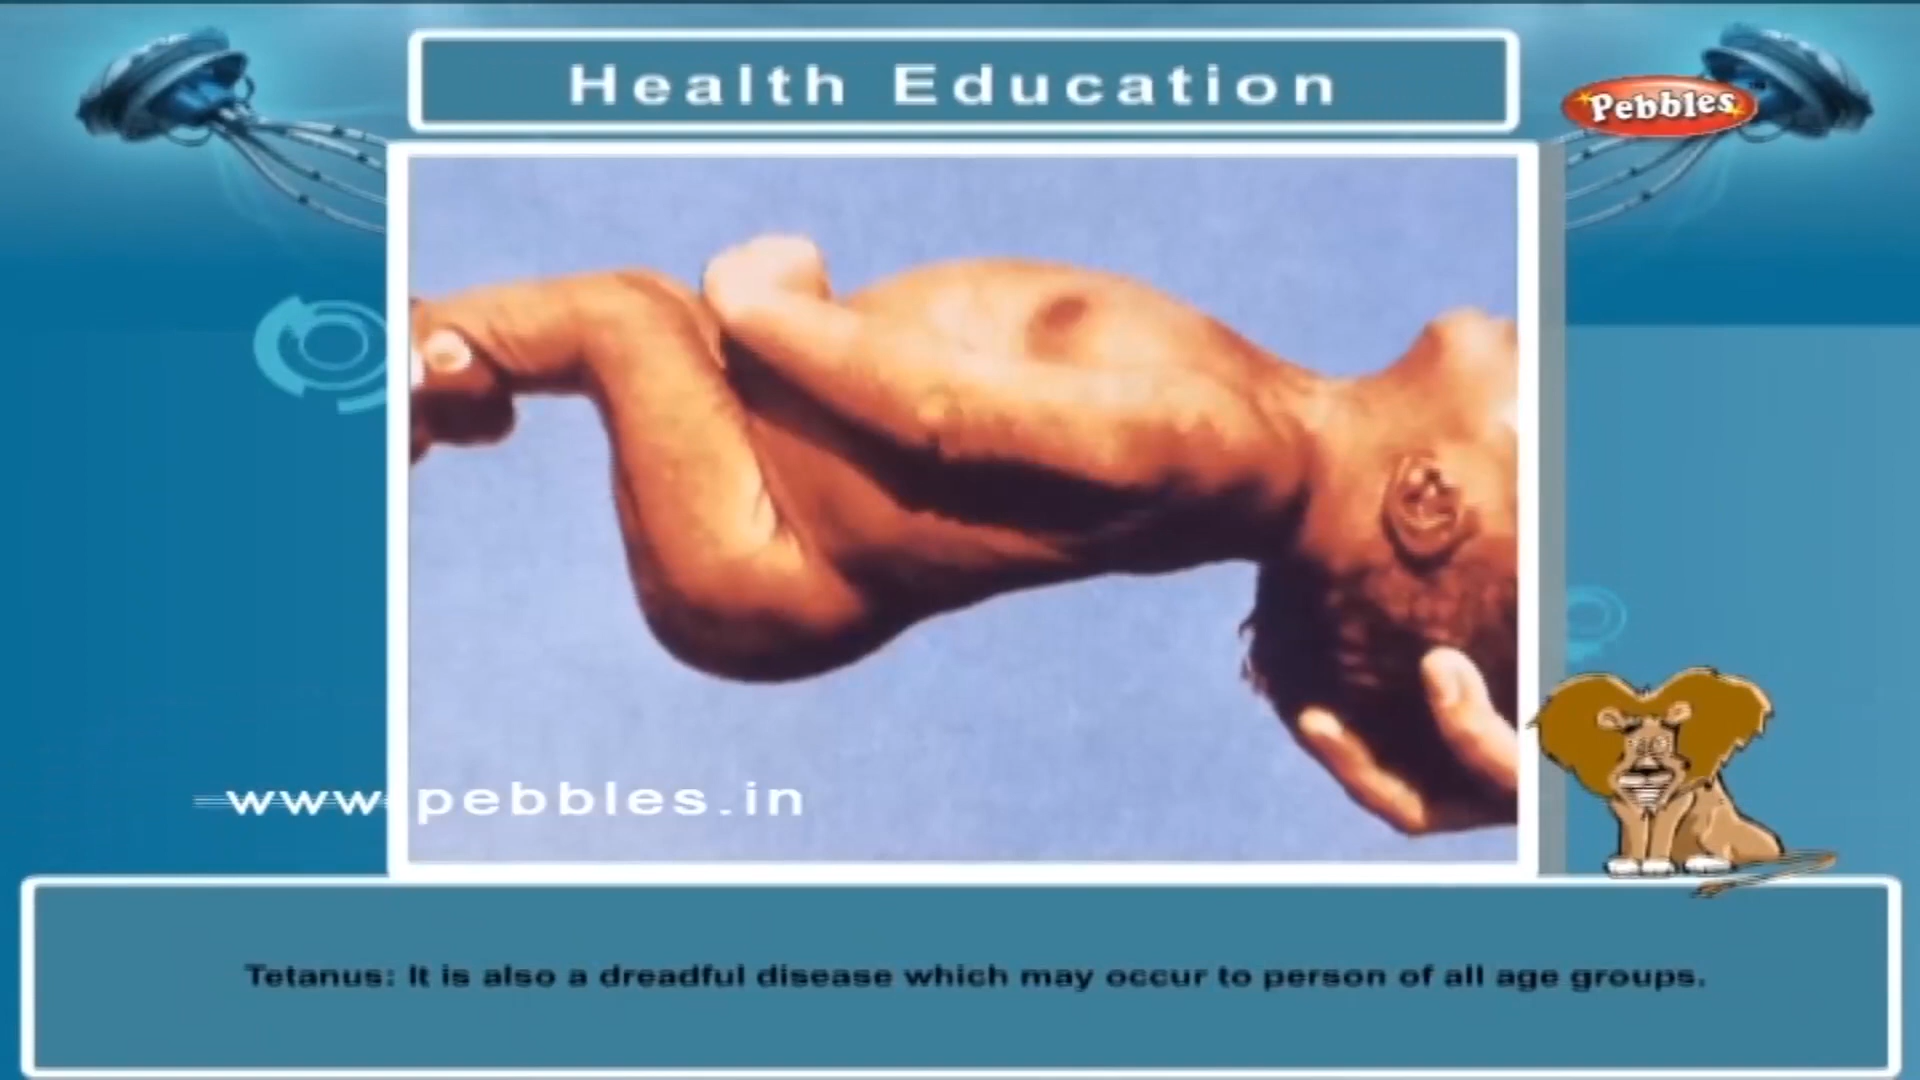 Health Education
Pebbles
www.pebbles.in
Tetanus: It is also a dreadful disease which may occur to person of all age groups.